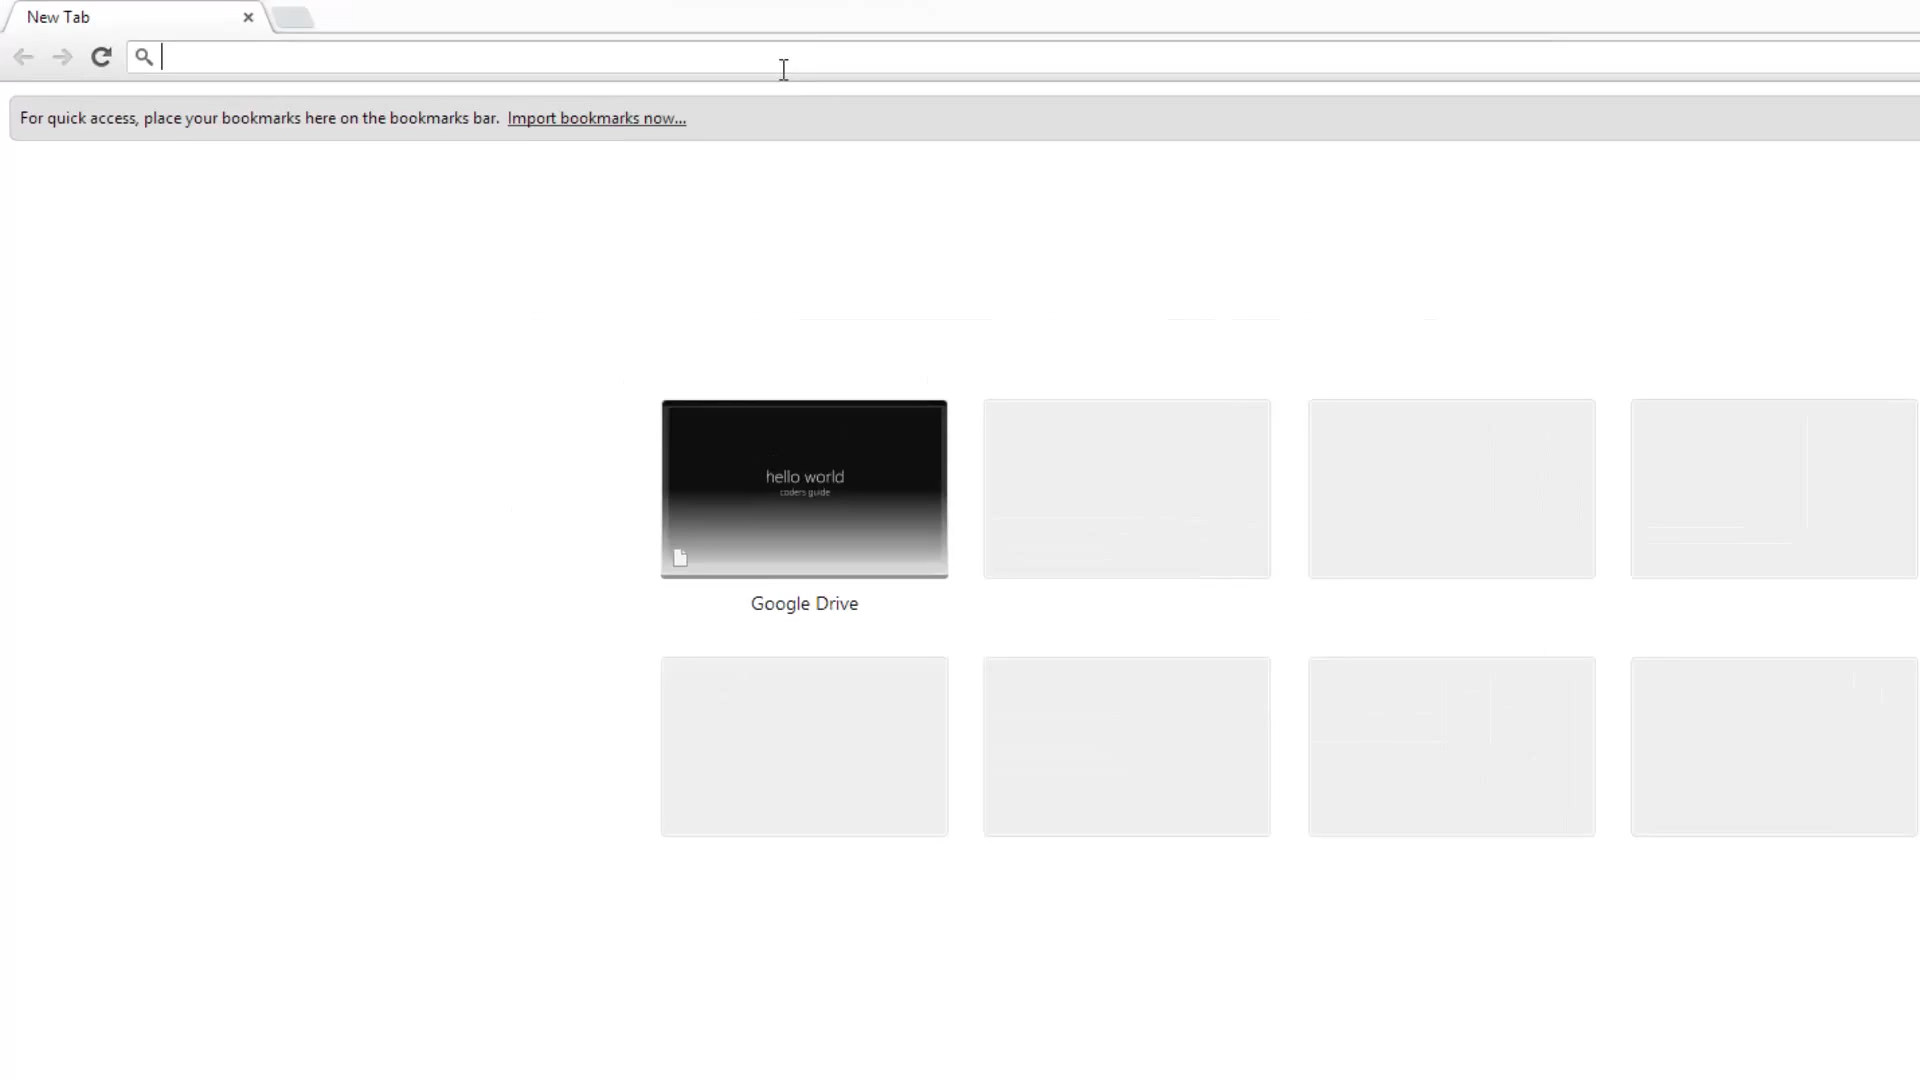 New Tab
For quick access, place your bookmarks here on the bookmarks bar. Import bookmarks now...
hello world
coders guide
Google Drive